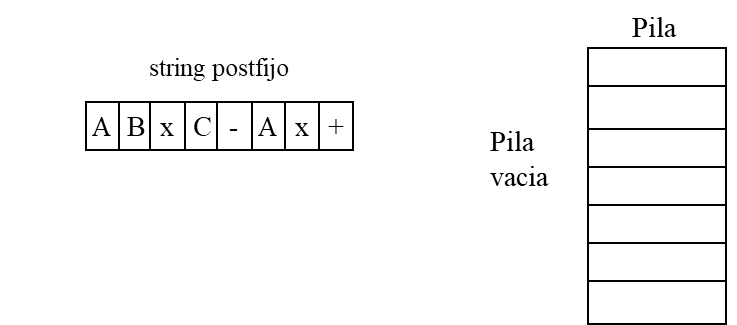 Pila
string postfijo
A B x C - A x +
Pila
vacia